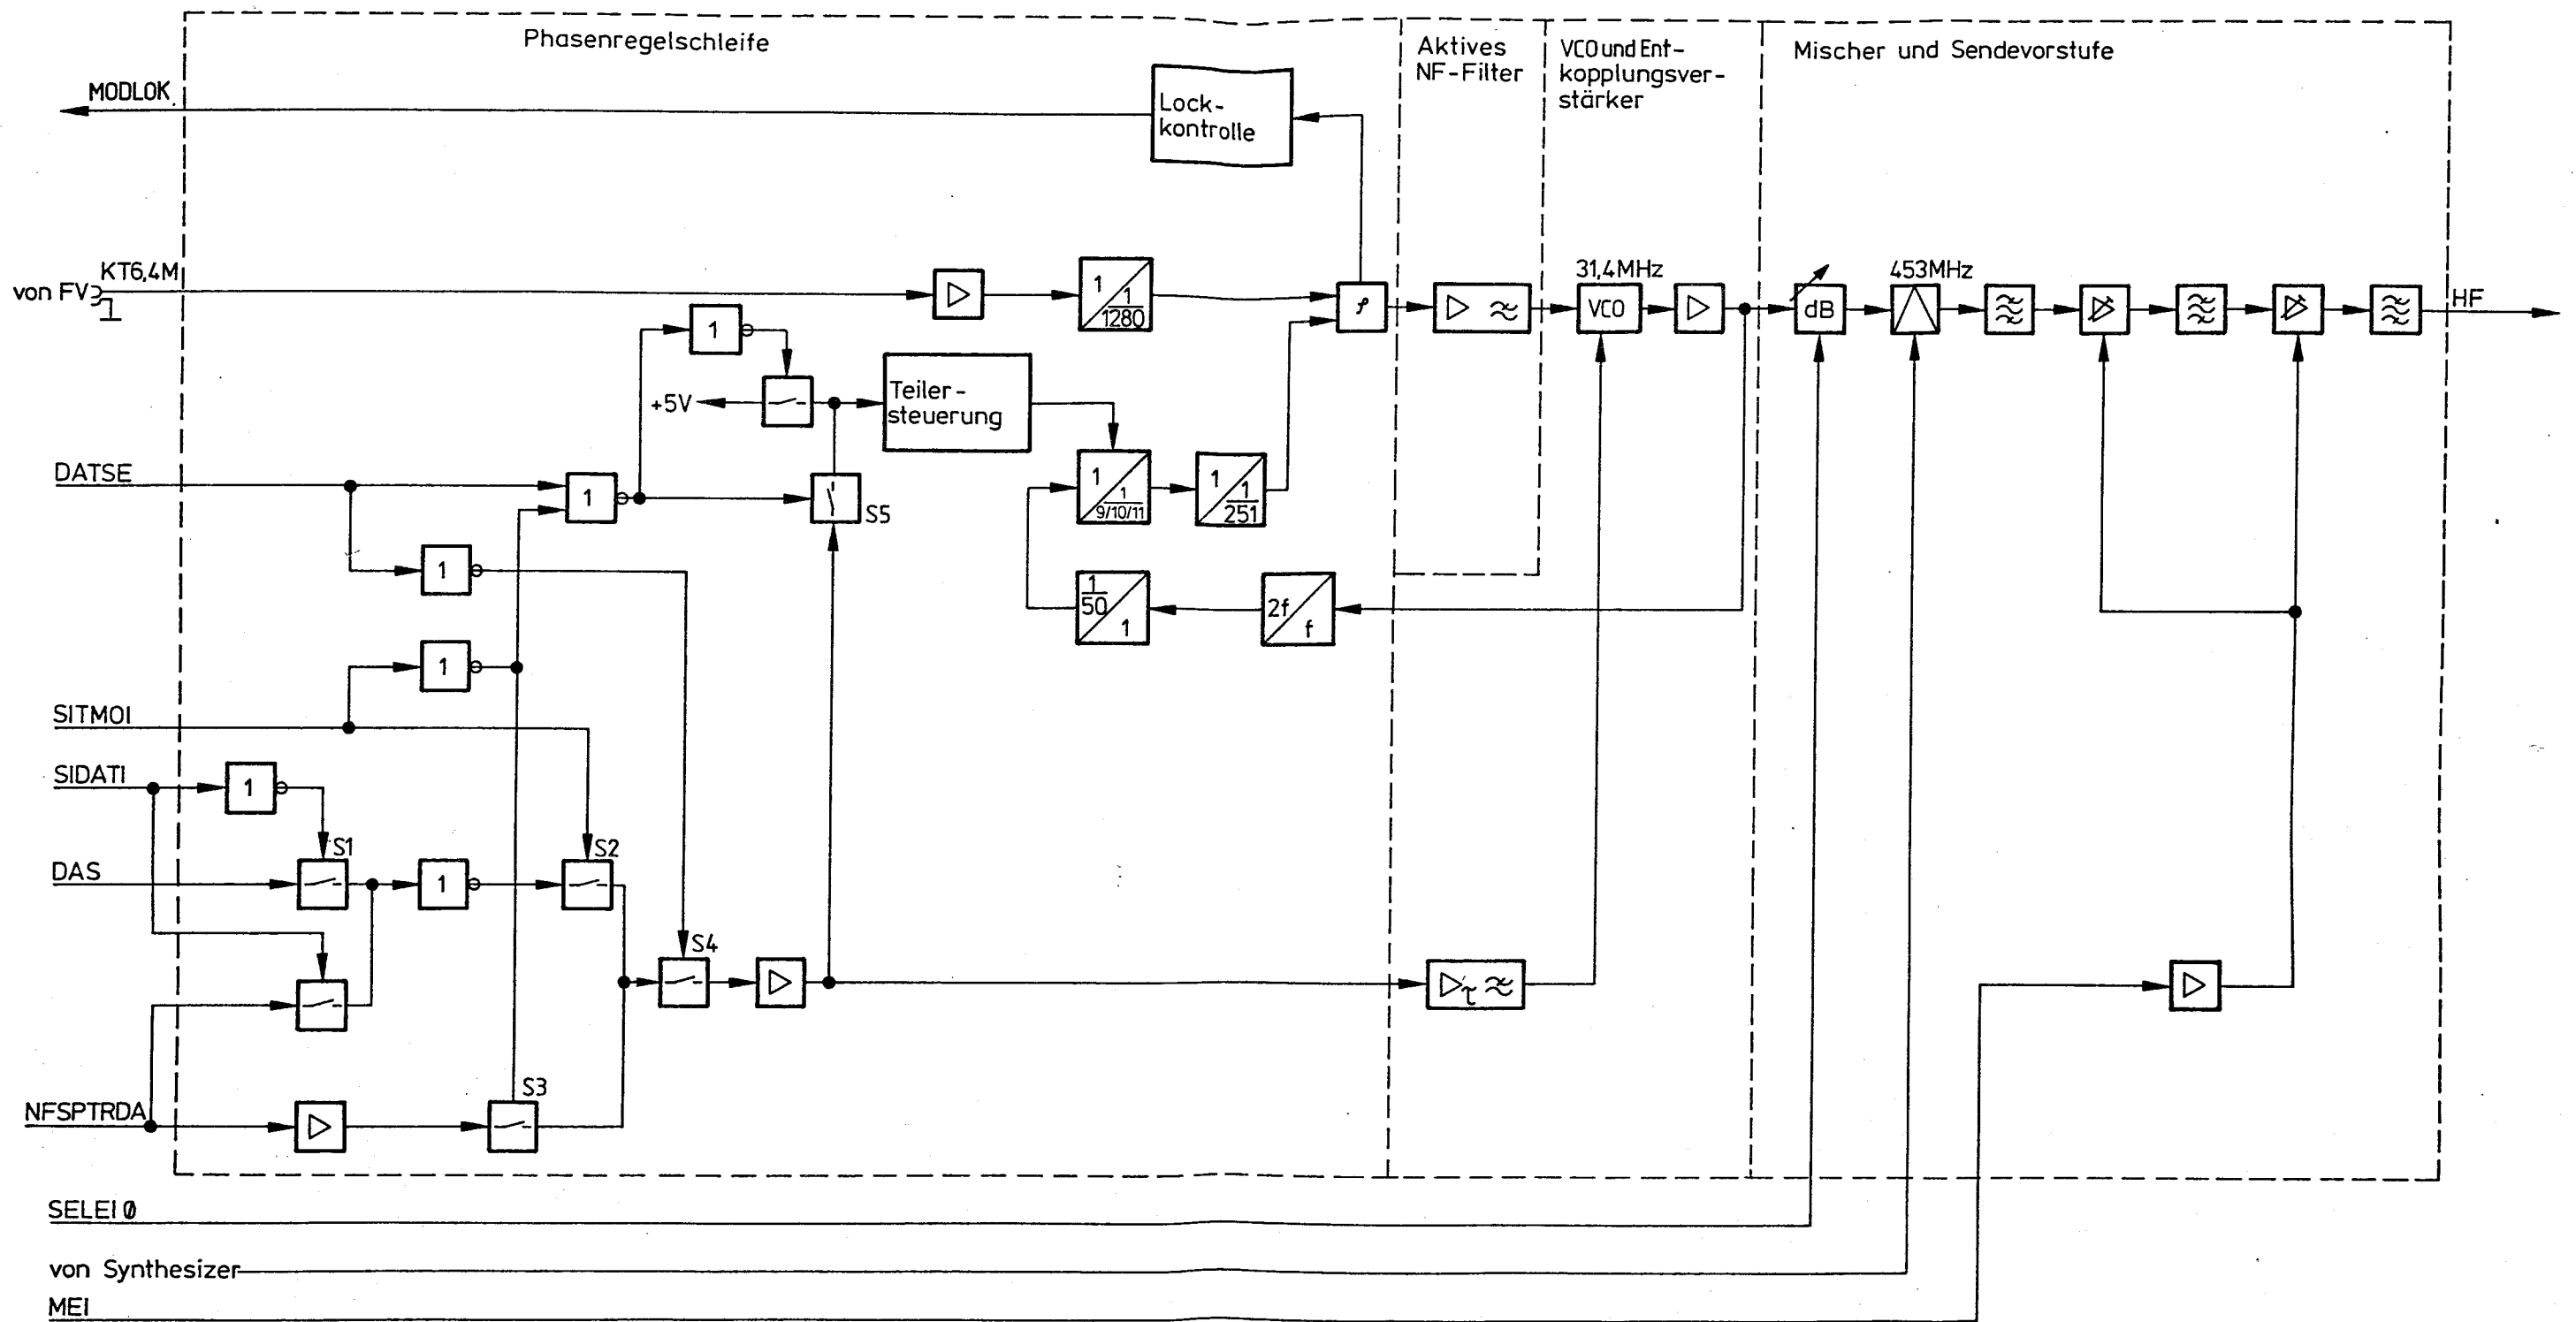 Phasenregelschleife
Aktives
NF-Filter
VCO und Ent-
kopplungsver-
stärker
Mischer und Sendevorstufe
MODLOK
Lock-
kontrolle
KT6,4M
von FV
1
1
1280
φ
31,4MHz
VCO
dB
453MHz
HF
1
+5V
Teiler-
steuerung
DATSE
1
S5
1
1
9/10/11
1
1
251
1
1
50
1
2f
f
1
SITMOI
SIDATI
1
S1
S2
DAS
1
S4
τ
S3
NFSPTRDA
SELEI0
von Synthesizer
MEI